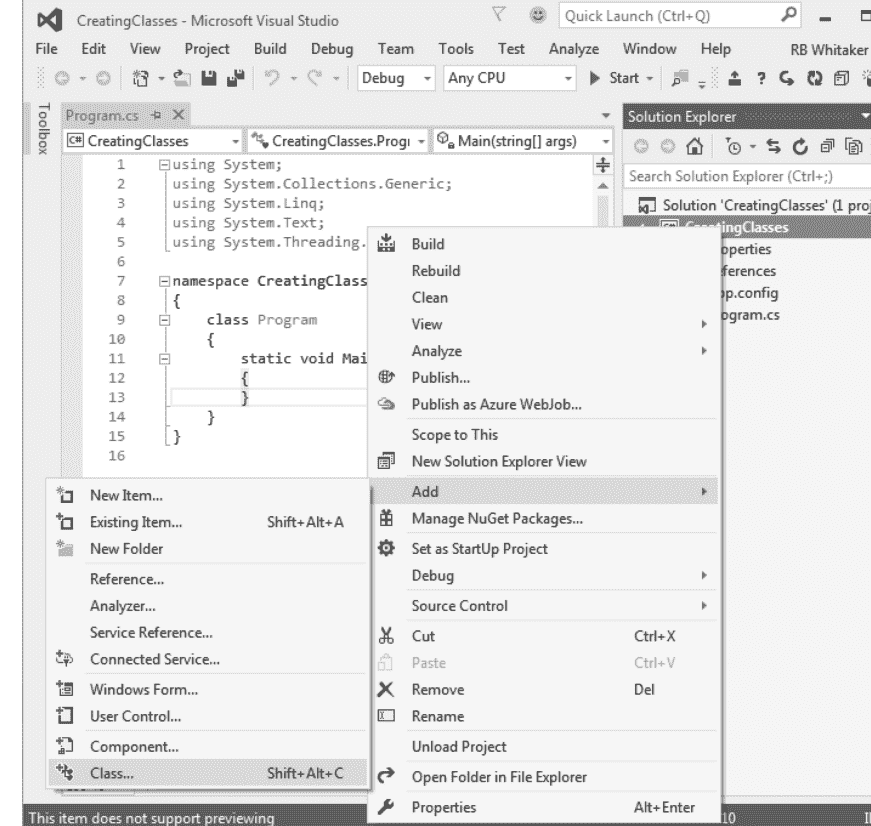 CreatingClasses - Microsoft Visual Studio
Quick Launch (Ctrl+Q)
File Edit View Project Build Debug Team Tools Test Analyze Window Help RB Whitaker
Debug Any CPU Start
Toolbox
Program.cs
Solution Explorer
C# CreatingClasses CreatingClasses.Progr Main(string[] args)
Search Solution Explorer (Ctrl+;)
Solution 'CreatingClasses' (1 proj
CreatingClasses
operties
ferences
pp.config
ogram.cs
1 using System;
2 using System.Collections.Generic;
3 using System.Linq;
4 using System.Text;
5 using System.Threading.
6
7 namespace CreatingClass
8 {
9 class Program
10 {
11 static void Mai
12 {
13 }
14 }
15 }
16
Build
Rebuild
Clean
View
Analyze
Publish...
Publish as Azure WebJob...
Scope to This
New Solution Explorer View
Add
Manage NuGet Packages...
Set as StartUp Project
Debug
Source Control
Cut Ctrl+X
Paste Ctrl+V
Remove Del
Rename
Unload Project
Open Folder in File Explorer
Properties Alt+Enter
New Item...
Existing Item... Shift+Alt+A
New Folder
Reference...
Analyzer...
Service Reference...
Connected Service...
Windows Form...
User Control...
Component...
Class... Shift+Alt+C
This item does not support previewing
10